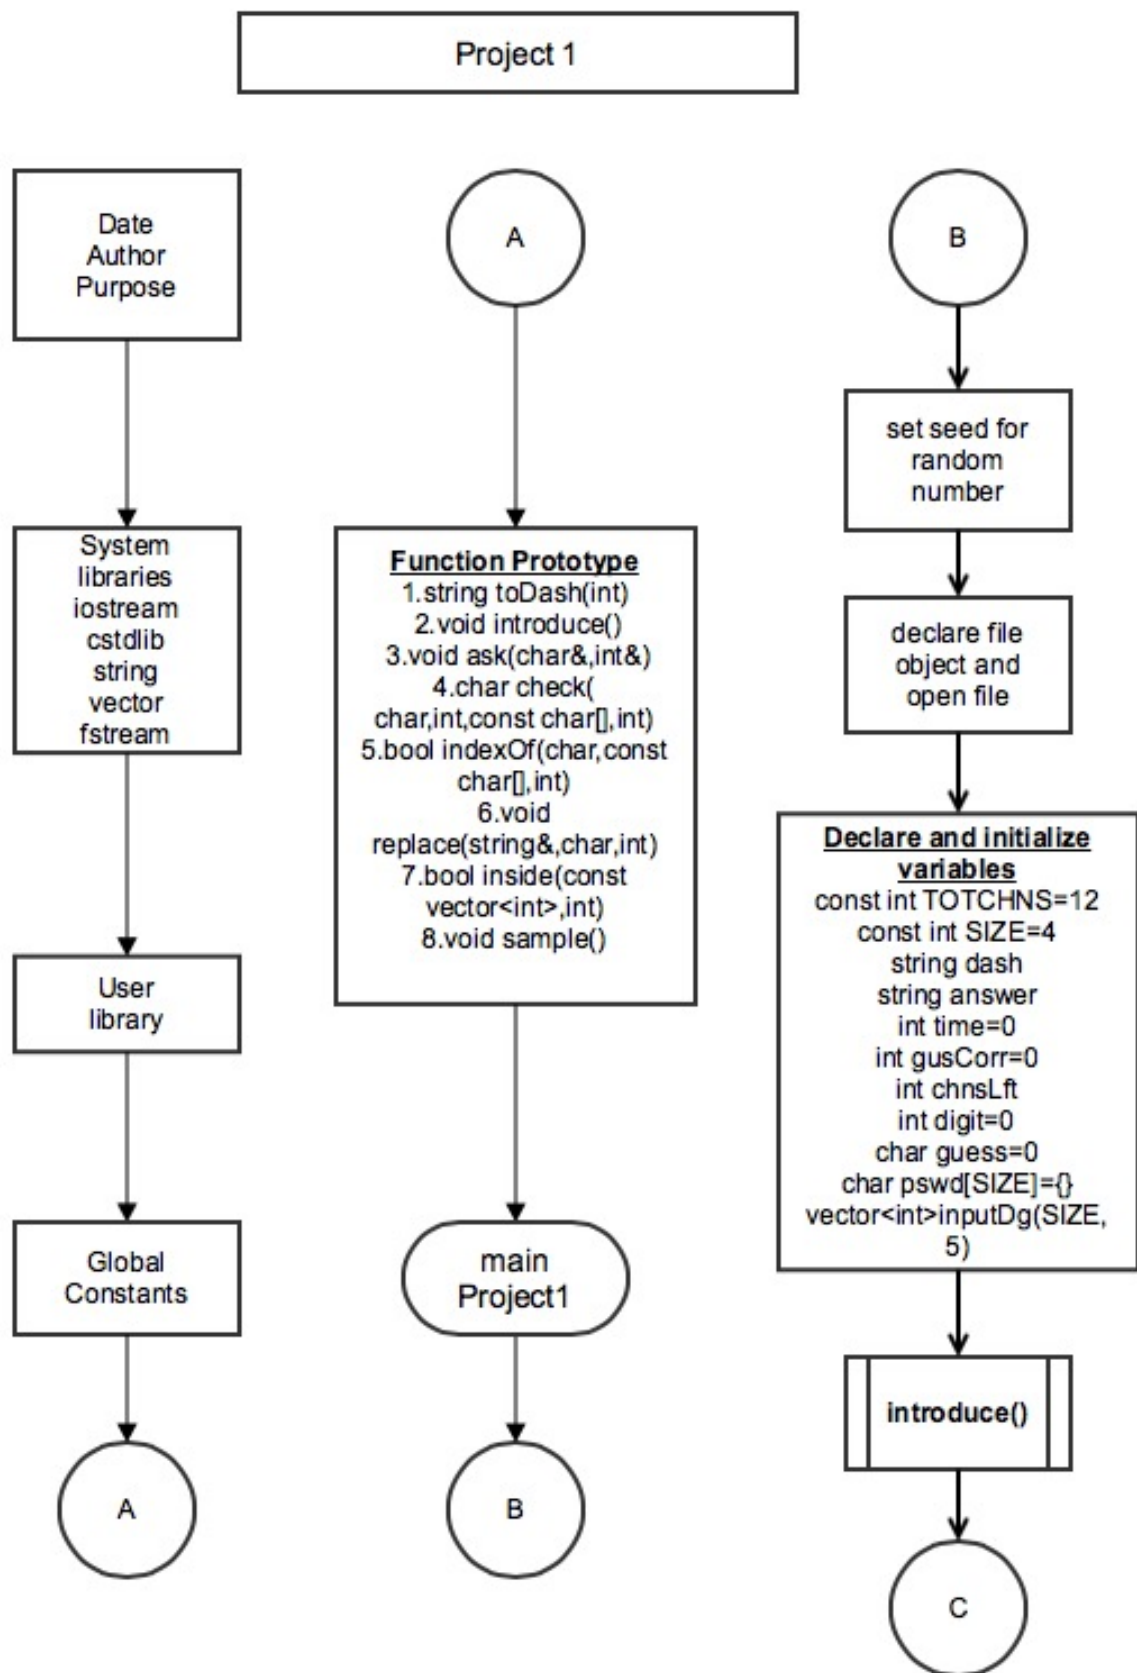 Project 1
Date
Author
Purpose
System
libraries
iostream
cstdlib
string
vector
fstream
User
library
Global
Constants
A
A
Function Prototype
1.string toDash(int)
2.void introduce()
3.void ask(char&,int&)
4.char check(
char,int,const char[],int)
5.bool indexOf(char,const
char[],int)
6.void
replace(string&,char,int)
7.bool inside(const
vector<int>,int)
8.void sample()
main
Project1
B
B
set seed for
random
number
declare file
object and
open file
Declare and initialize
variables
const int TOTCHNS=12
const int SIZE=4
string dash
string answer
int time=0
int gusCorr=0
int chnsLft
int digit=0
char guess=0
char pswd[SIZE]={}
vector<int>inputDg(SIZE,
5)
introduce()
C